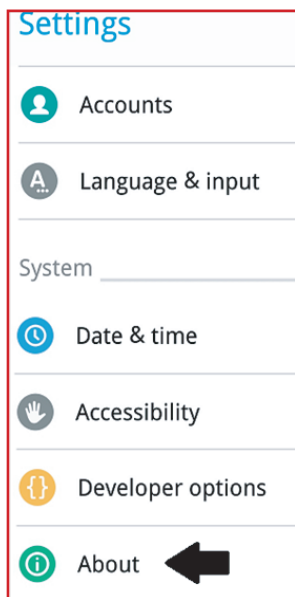 Settings
Accounts
A...
Language & input
System
Date & time
Accessibility
{}
Developer options
About